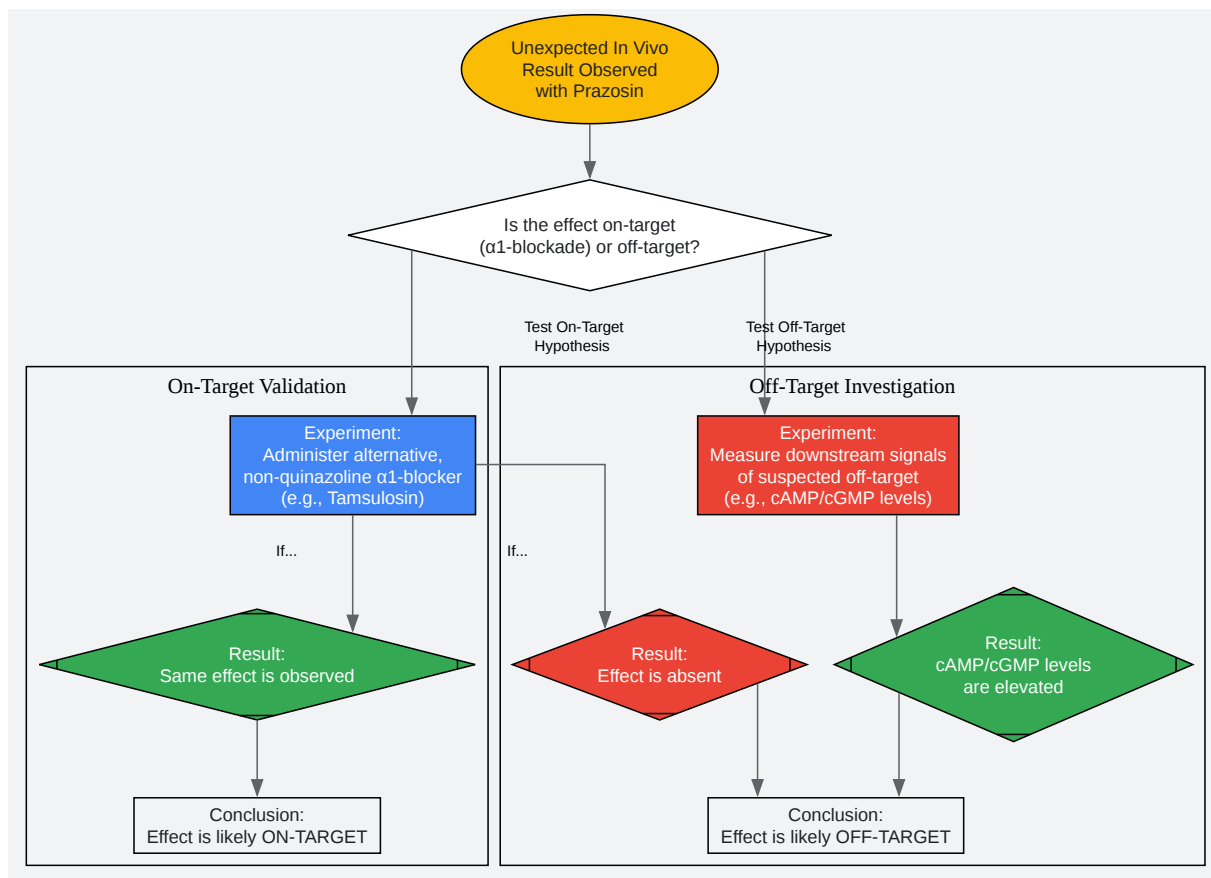 Unexpected In Vivo
Result Observed
with Prazosin
Is the effect on-target
(α1-blockade) or off-target?
Test On-Target
Hypothesis
Test Off-Target
Hypothesis
On-Target Validation
Off-Target Investigation
Experiment:
Administer alternative,
non-quinazoline α1-blocker
(e.g., Tamsulosin)
Experiment:
Measure downstream signals
of suspected off-target
(e.g., cAMP/cGMP levels)
If...
If...
Result:
Same effect is observed
Result:
Effect is absent
Result:
cAMP/cGMP levels
are elevated
Conclusion:
Effect is likely ON-TARGET
Conclusion:
Effect is likely OFF-TARGET